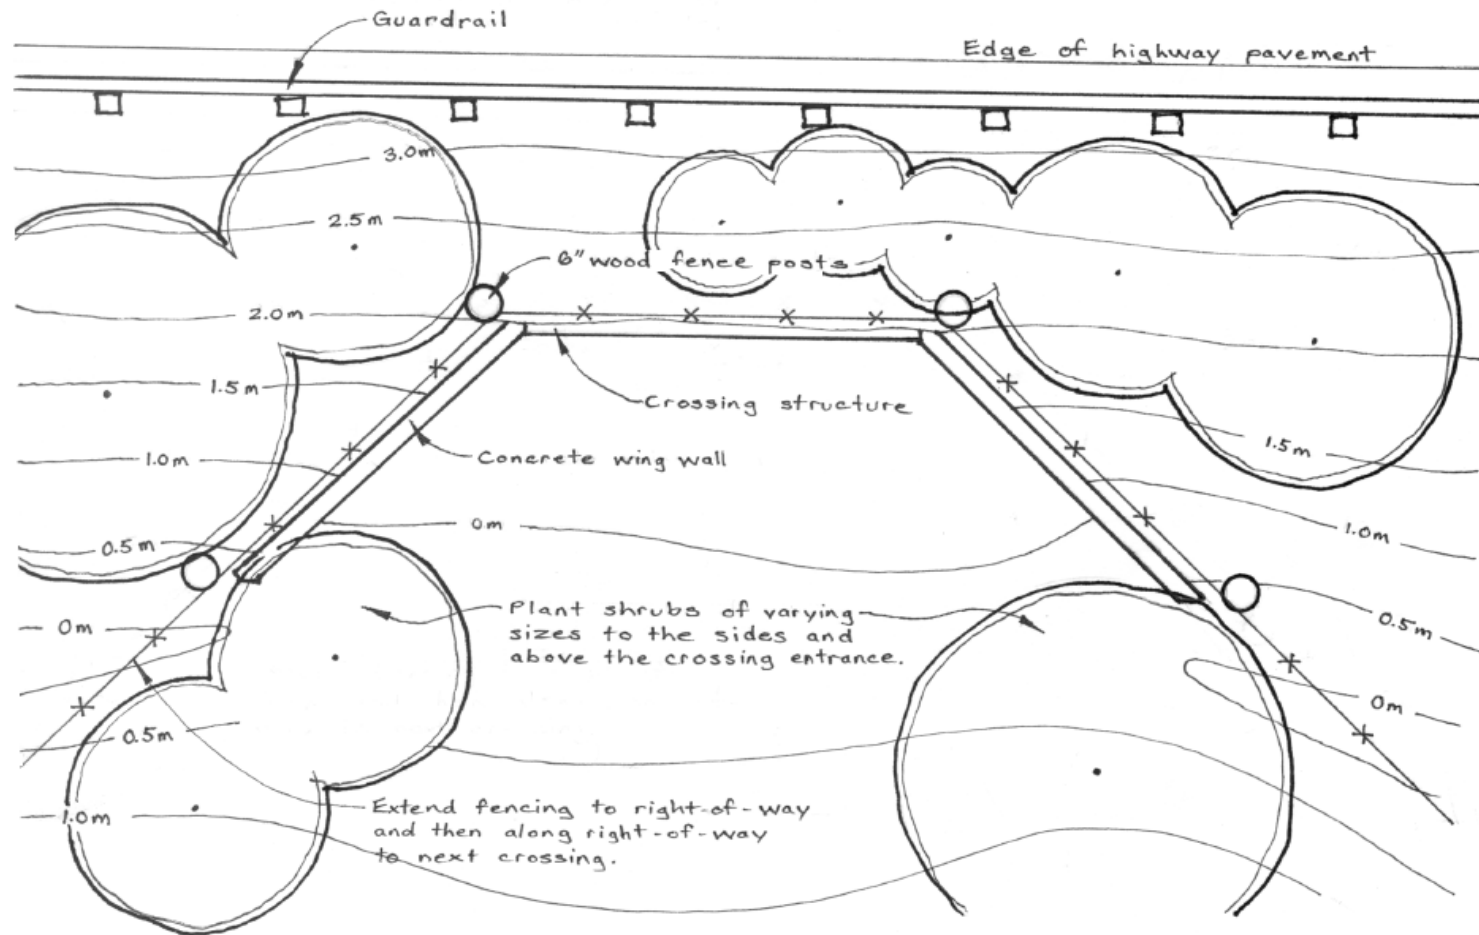 Guardrail
Edge of highway pavement
3.0m
2.5m
6" wood fence posts
2.0m
1.5m
Crossing structure
1.5m
1.0m
Concrete wing wall
0m
1.0m
0.5m
Plant shrubs of varying
sizes to the sides and
above the crossing entrance.
0m
0.5m
0m
0.5m
1.0m
Extend fencing to right-of-way
and then along right-of-way
to next crossing.